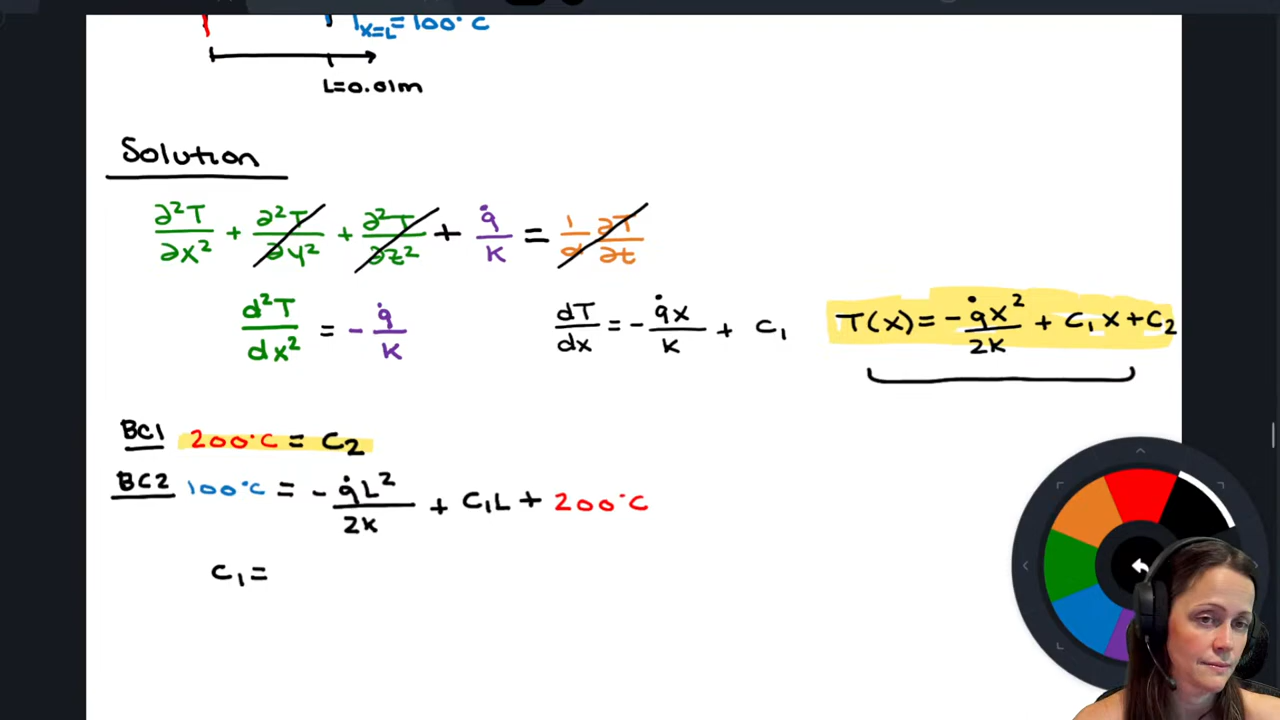 T x=L = 100°C
L=0.01m
Solution
∂²T/∂x² + ∂²T/∂y² + ∂²T/∂z² + q̇/K = 1/α ∂T/∂t
d²T/dx² = - q̇/K
dT/dx = - q̇x/K + C₁
T(x) = - q̇x²/2K + C₁x + C₂
BC1 200°C = C₂
BC2 100°C = - q̇L²/2K + C₁L + 200°C
C₁ =